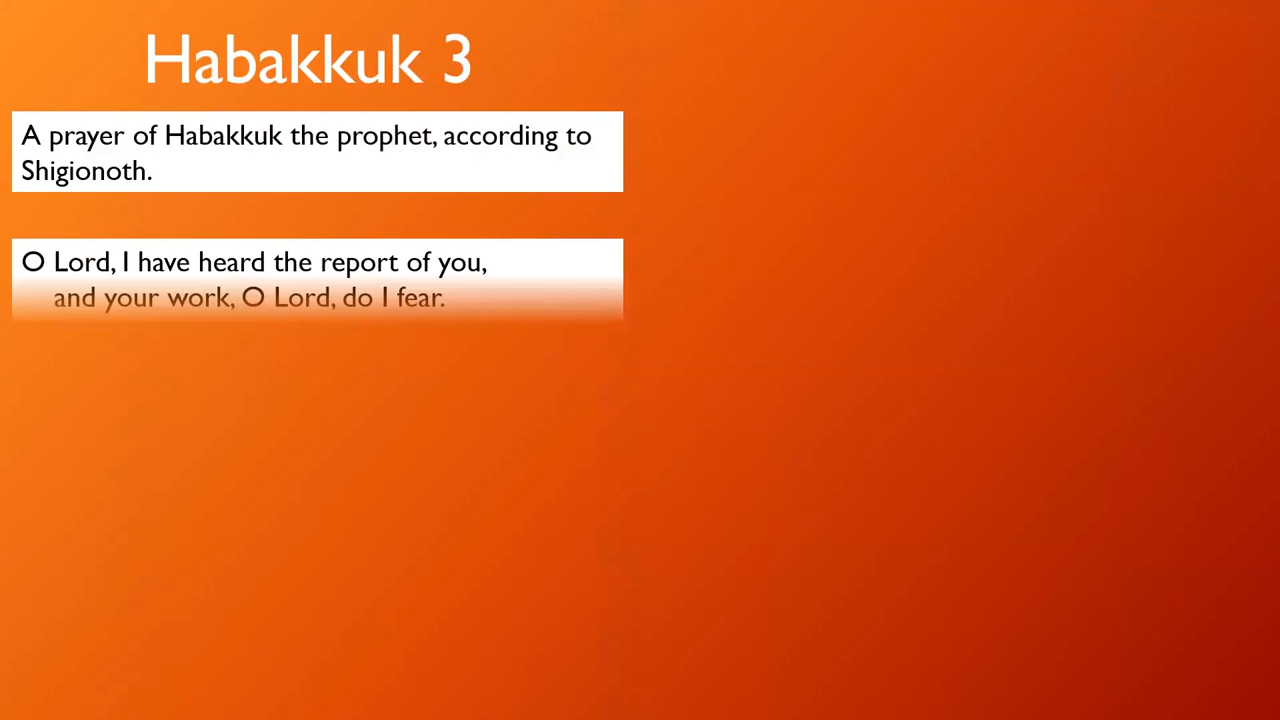 Habakkuk 3
A prayer of Habakkuk the prophet, according to
Shigionoth.
O Lord, I have heard the report of you,
and your work, O Lord, do I fear.